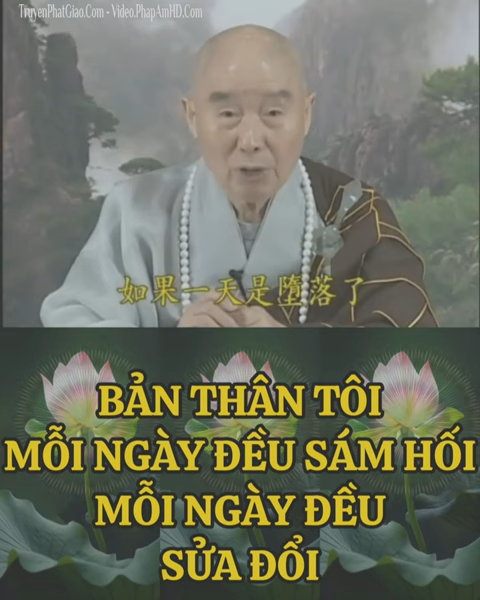 TruyenPhatGiao.Com - Video.PhapAmHD.Com
如果一天是墮落了
BẢN THÂN TÔI
MỖI NGÀY ĐỀU SÁM HỐI
MỖI NGÀY ĐỀU
SỬA ĐỔI